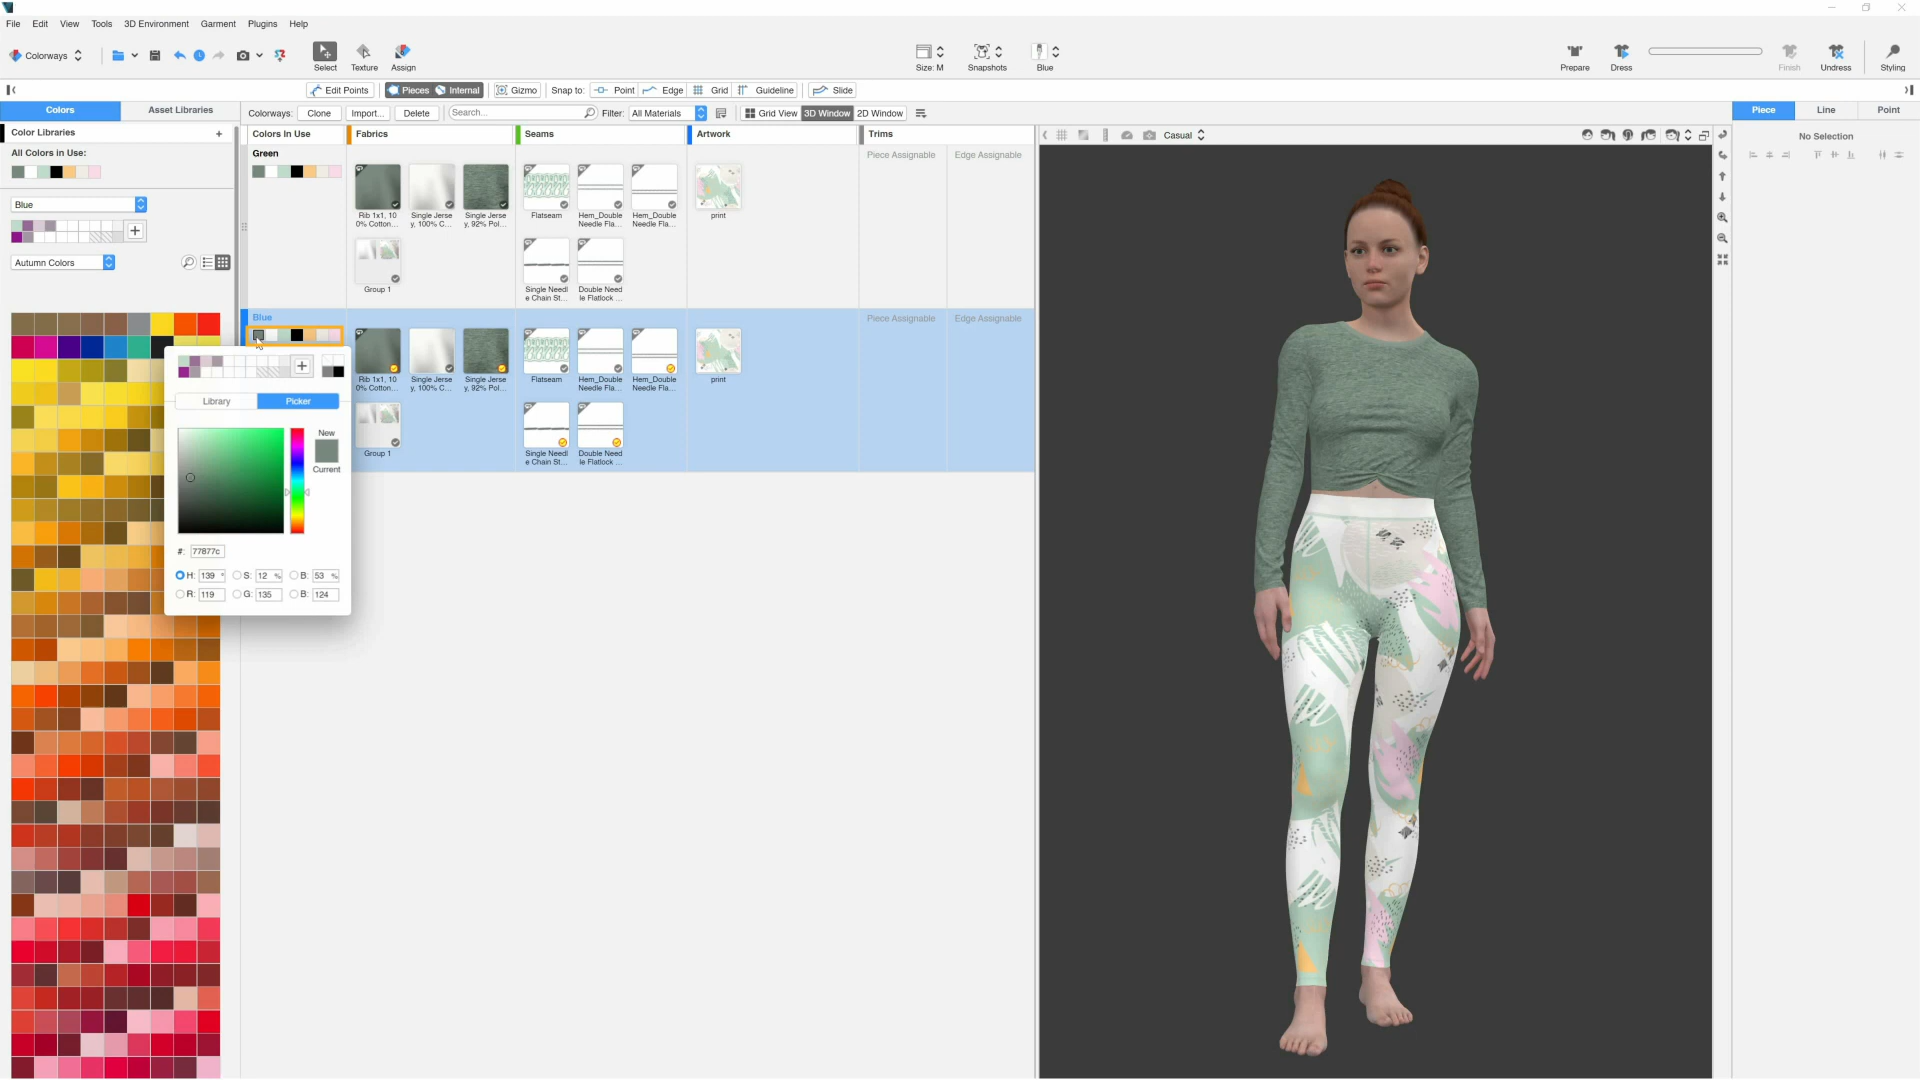 File Edit View Tools 3D Environment Garment Plugins Help
Colorways
Select Texture Assign
Size: M Snapshots Blue
Prepare Dress Finish Undress Styling
Edit Points Pieces Internal Gizmo Snap to: Point Edge Grid Guideline Slide
Colors Asset Libraries
Colorways: Clone Import... Delete Search... Filter: All Materials Grid View 3D Window 2D Window
Piece Line Point
Color Libraries +
Colors In Use Fabrics Seams Artwork Trims
Casual
No Selection
All Colors in Use:
Green
Piece Assignable Edge Assignable
Blue
Rib 1x1, 10
0% Cotton...
Single Jerse
y, 100% C...
Single Jerse
y, 92% Pol...
Flatseam
Hem_Double
Needle Fla...
Hem_Double
Needle Fla...
print
Autumn Colors
Group 1
Single Needl
e Chain St...
Double Need
le Flatlock ...
Blue
Piece Assignable Edge Assignable
Rib 1x1, 10
0% Cotton...
Single Jerse
y, 100% C...
Single Jerse
y, 92% Pol...
Flatseam
Hem_Double
Needle Fla...
Hem_Double
Needle Fla...
print
Group 1
Single Needl
e Chain St...
Double Need
le Flatlock ...
Library Picker
New
Current
#: 77877c
H: 139 ° S: 12 % B: 53 %
R: 119 G: 135 B: 124